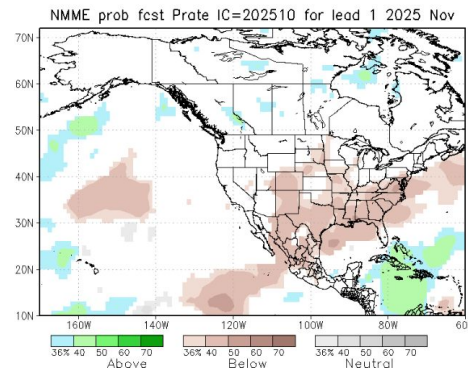 NMME prob fcst Prate IC=202510 for lead 1 2025 Nov
70N
60N
50N
40N
30N
20N
10N
160W 140W 120W 100W 80W 60
36% 40 50 60 70 36% 40 50 60 70 36% 40 50 60 70
Above Below Neutral